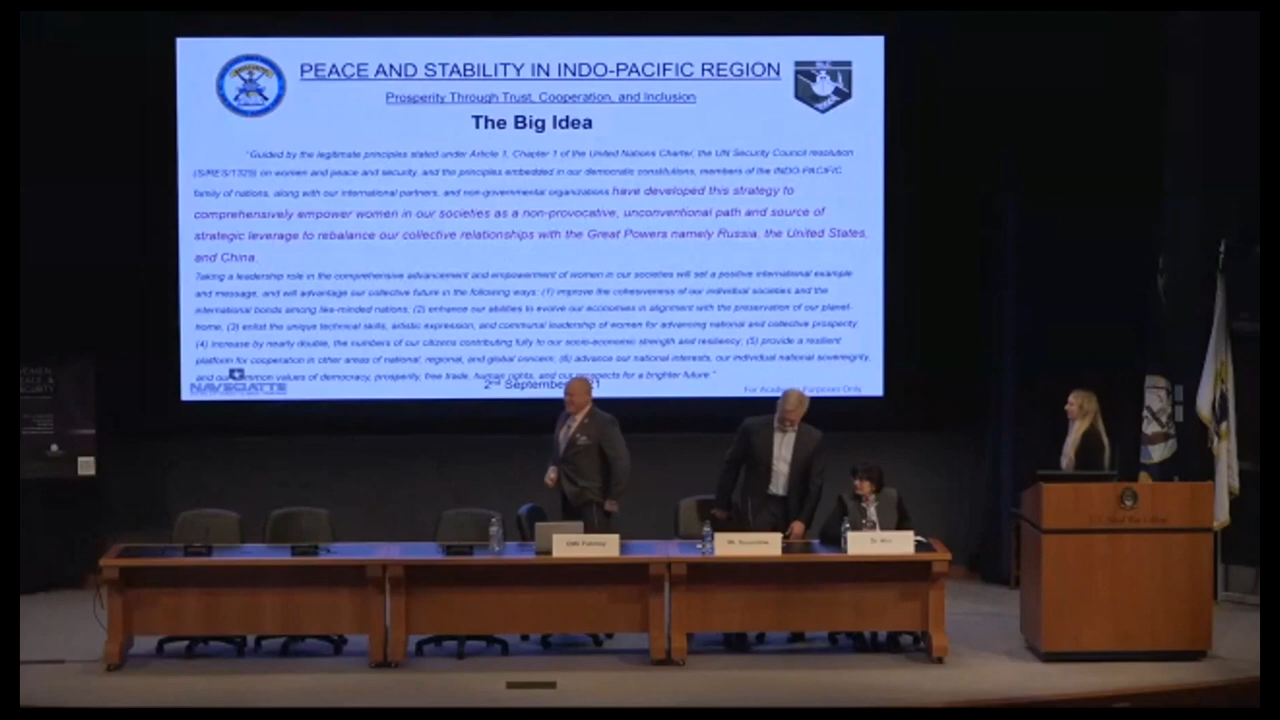 PEACE AND STABILITY IN INDO-PACIFIC REGION
Prosperity Through Trust, Cooperation, and Inclusion
The Big Idea
"Guided by the legitimate principles stated under Article 1, Chapter 1 of the United Nations Charter, the UN Security Council resolution
(S/RES/1325) on women and peace and security, and the principles embedded in our democratic constitutions, members of the INDO-PACIFIC
family of nations, along with our international partners, and non-governmental organizations have developed this strategy to
comprehensively empower women in our societies as a non-provocative, unconventional path and source of
strategic leverage to rebalance our collective relationships with the Great Powers namely Russia, the United States,
and China.
Taking a leadership role in the comprehensive advancement and empowerment of women in our societies will set a positive international example
and message, and will advantage our collective future in the following ways: (1) improve the cohesiveness of our individual societies and the
international bonds among like-minded nations; (2) enhance our abilities to evolve our economies in alignment with the preservation of our planet-
home; (3) enlist the unique technical skills, artistic expression, and communal leadership of women for advancing national and collective prosperity;
(4) increase by nearly double, the numbers of our citizens contributing fully to our socio-economic strength and resiliency; (5) provide a resilient
platform for cooperation in other areas of national, regional, and global concern; (6) advance our national interests, our individual national sovereignty,
and our common values of democracy, prosperity, free trade, human rights, and our prospects for a brighter future."
2nd September
For Academic Purposes Only
WOMEN,
PEACE, &
SECURITY
Dr.